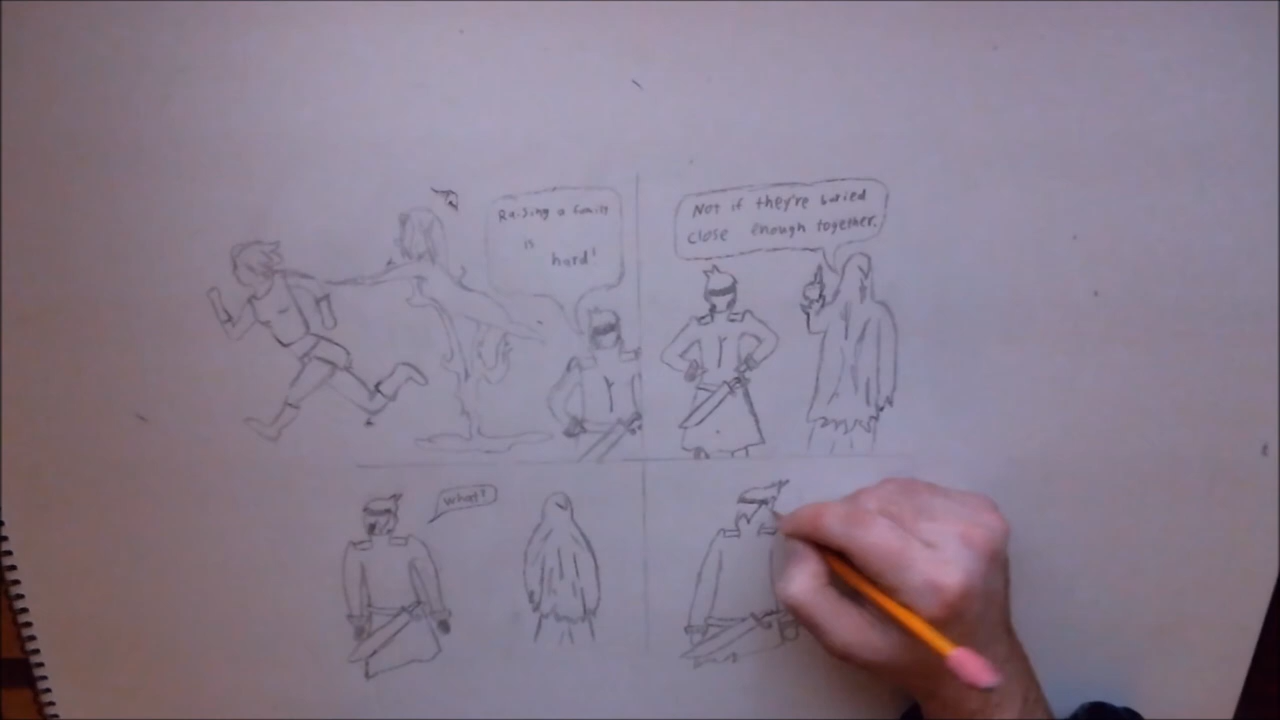 Raising a family
is
hard!
Not if they're buried
close enough together.
What?